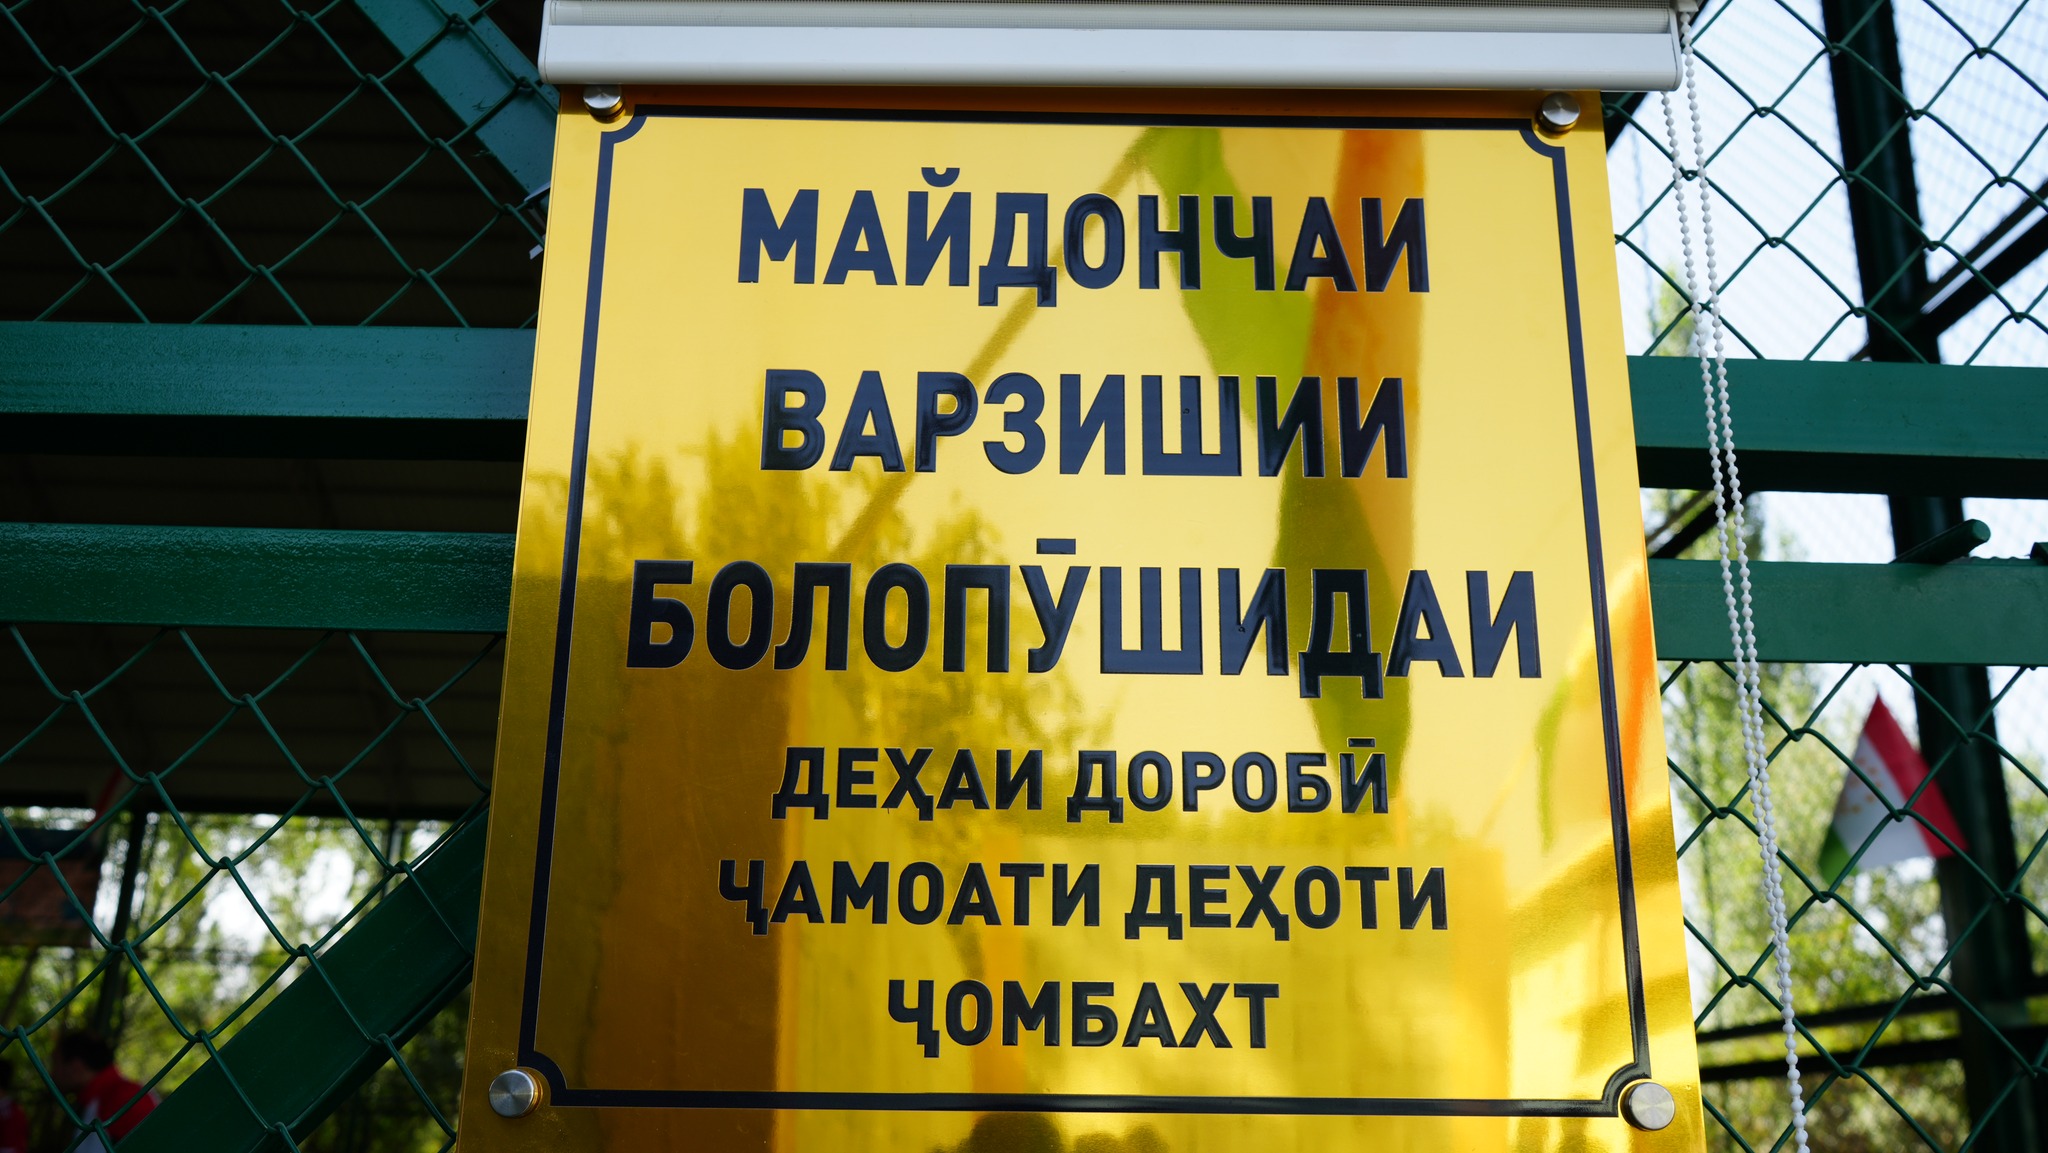 МАЙДОНЧАИ
ВАРЗИШИИ
БОЛОПӮШИДАИ
ДЕҲАИ ДОРОБӢ
ҶАМОАТИ ДЕҲОТИ
ҶОМБАХТ